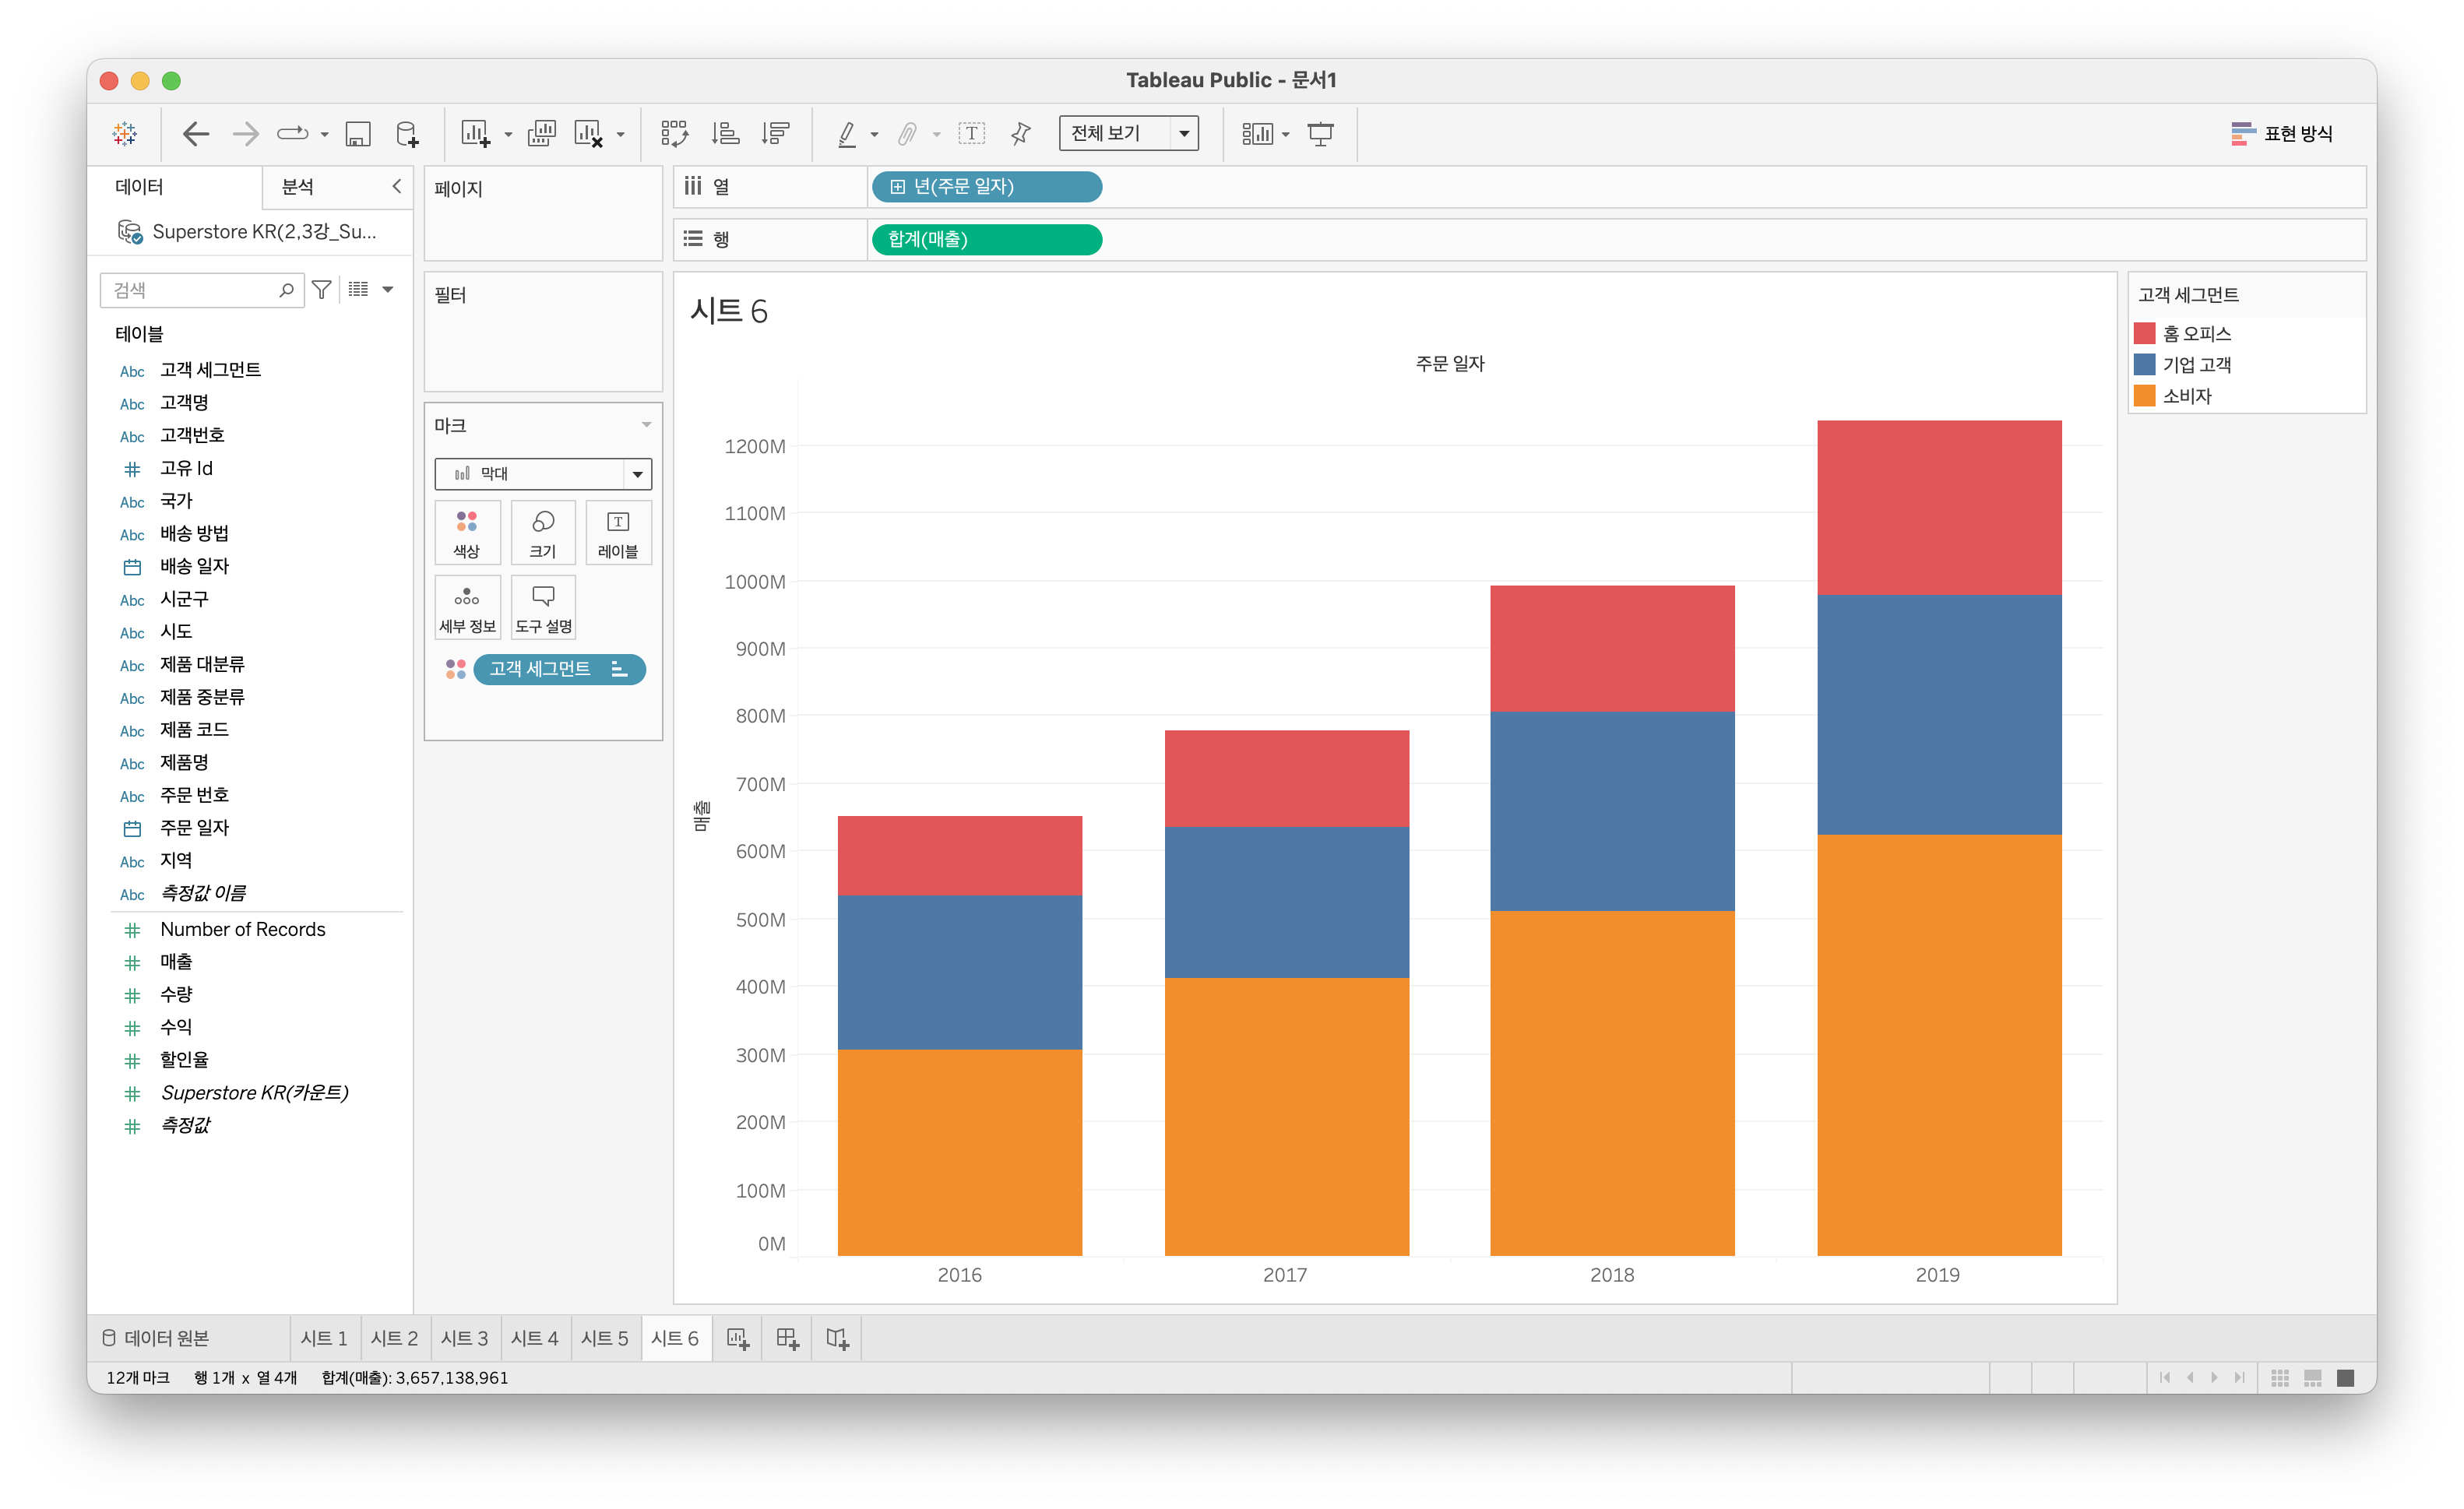 Tableau Public - 문서1
전체 보기
표현 방식
데이터
분석
Superstore KR(2,3강_Su...
검색
테이블
Abc 고객 세그먼트
Abc 고객명
Abc 고객번호
고유 Id
Abc 국가
Abc 배송 방법
배송 일자
Abc 시군구
Abc 시도
Abc 제품 대분류
Abc 제품 중분류
Abc 제품 코드
Abc 제품명
Abc 주문 번호
주문 일자
Abc 지역
Abc 측정값 이름
Number of Records
매출
수량
수익
할인율
Superstore KR(카운트)
측정값
페이지
필터
마크
막대
색상
크기
레이블
세부 정보
도구 설명
고객 세그먼트
열
년(주문 일자)
행
합계(매출)
시트 6
주문 일자
매출
1200M
1100M
1000M
900M
800M
700M
600M
500M
400M
300M
200M
100M
0M
2016
2017
2018
2019
고객 세그먼트
홈 오피스
기업 고객
소비자
데이터 원본
시트 1
시트 2
시트 3
시트 4
시트 5
시트 6
12개 마크
행 1개 x 열 4개
합계(매출): 3,657,138,961